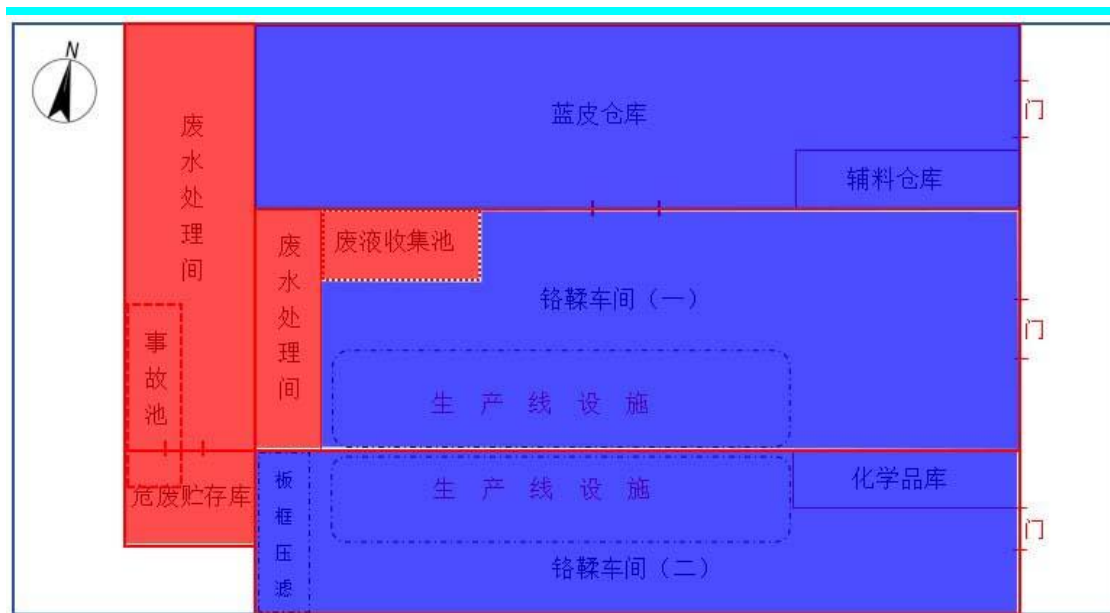 N
蓝皮仓库
门
辅料仓库
废水处理间
废水处理间
废液收集池
铬鞣车间（一）
门
事故池
生产线设施
危废贮存库
板框压滤
生产线设施
化学品库
门
铬鞣车间（二）